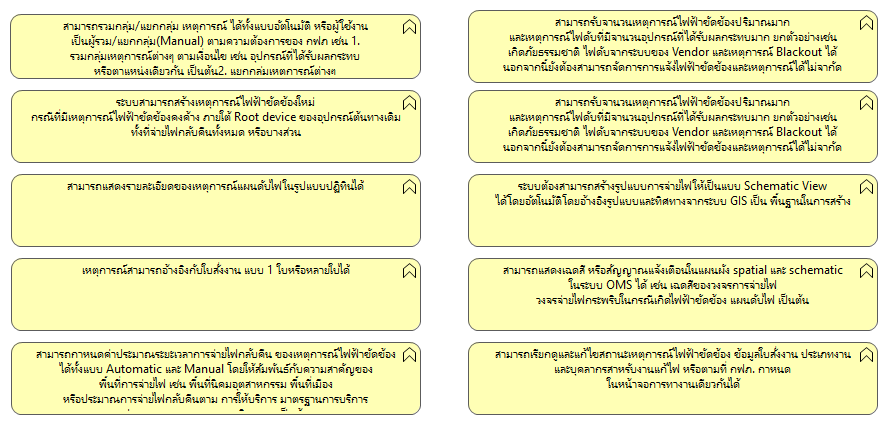 สามารถรวมกลุ่ม/แยกกลุ่ม เหตุการณ์ ได้ทั้งแบบอัตโนมัติ หรือผู้ใช้งาน
เป็นผู้รวม/แยกกลุ่ม(Manual) ตามความต้องการของ กฟภ เช่น 1.
รวมกลุ่มเหตุการณ์ต่างๆ ตามเงื่อนไข เช่น อุปกรณ์ที่ได้รับผลกระทบ
หรือตำแหน่งเดียวกัน เป็นต้น2. แยกกลุ่มเหตุการณ์ต่างๆ
ระบบสามารถสร้างเหตุการณ์ไฟฟ้าขัดข้องใหม่
กรณีที่มีเหตุการณ์ไฟฟ้าขัดข้องคงค้าง ภายใต้ Root device ของอุปกรณ์ต้นทางเดิม
ทั้งที่จ่ายไฟกลับคืนทั้งหมด หรือบางส่วน
สามารถแสดงรายละเอียดของเหตุการณ์แผนดับไฟในรูปแบบปฏิทินได้
เหตุการณ์สามารถอ้างอิงกับใบสั่งงาน แบบ 1 ใบหรือหลายใบได้
สามารถกำหนดค่าประมาณระยะเวลาการจ่ายไฟกลับคืน ของเหตุการณ์ไฟฟ้าขัดข้อง
ได้ทั้งแบบ Automatic และ Manual โดยให้สัมพันธ์กับความสำคัญของ
พื้นที่การจ่ายไฟ เช่น พื้นที่นิคมอุตสาหกรรม พื้นที่เมือง
หรือประมาณการจ่ายไฟกลับคืนตาม การให้บริการ มาตรฐานการบริการ
สามารถรับจำนวนเหตุการณ์ไฟฟ้าขัดข้องปริมาณมาก
และเหตุการณ์ไฟดับที่มีจำนวนอุปกรณ์ที่ได้รับผลกระทบมาก ยกตัวอย่างเช่น
เกิดภัยธรรมชาติ ไฟดับจากระบบของ Vendor และเหตุการณ์ Blackout ได้
นอกจากนี้ยังต้องสามารถจัดการการแจ้งไฟฟ้าขัดข้องและเหตุการณ์ได้ไม่จำกัด
สามารถรับจำนวนเหตุการณ์ไฟฟ้าขัดข้องปริมาณมาก
และเหตุการณ์ไฟดับที่มีจำนวนอุปกรณ์ที่ได้รับผลกระทบมาก ยกตัวอย่างเช่น
เกิดภัยธรรมชาติ ไฟดับจากระบบของ Vendor และเหตุการณ์ Blackout ได้
นอกจากนี้ยังต้องสามารถจัดการการแจ้งไฟฟ้าขัดข้องและเหตุการณ์ได้ไม่จำกัด
ระบบต้องสามารถสร้างรูปแบบการจ่ายไฟให้เป็นแบบ Schematic View
ได้โดยอัตโนมัติโดยอ้างอิงรูปแบบและทิศทางจากระบบ GIS เป็น พื้นฐานในการสร้าง
สามารถแสดงเฉดสี หรือสัญญาณแจ้งเตือนในแผนผัง spatial และ schematic
ในระบบ OMS ได้ เช่น เฉดสีของวงจรการจ่ายไฟ
วงจรจ่ายไฟกระพริบในกรณีเกิดไฟฟ้าขัดข้อง แผนดับไฟ เป็นต้น
สามารถเรียกดูและแก้ไขสถานะเหตุการณ์ไฟฟ้าขัดข้อง ข้อมูลใบสั่งงาน ประเภทงาน
และบุคลากรสำหรับงานแก้ไฟ หรือตามที่ กฟภ. กำหนด
ในหน้าจอการทำงานเดียวกันได้